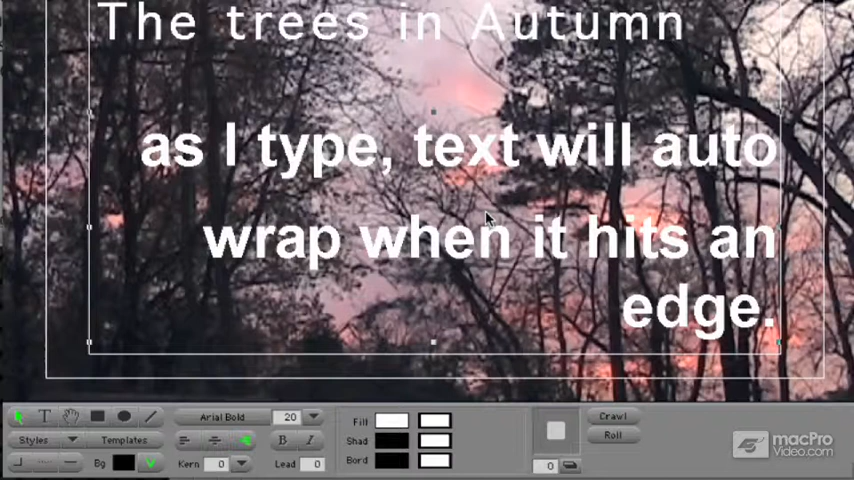 The trees in Autumn
as I type, text will auto
wrap when it hits an
edge.
Arial Bold 20 Fill Crawl
Styles Templates B I Shad Roll
Bg V Kern 0 Lead 0 Bord 0
macPro
Video.com